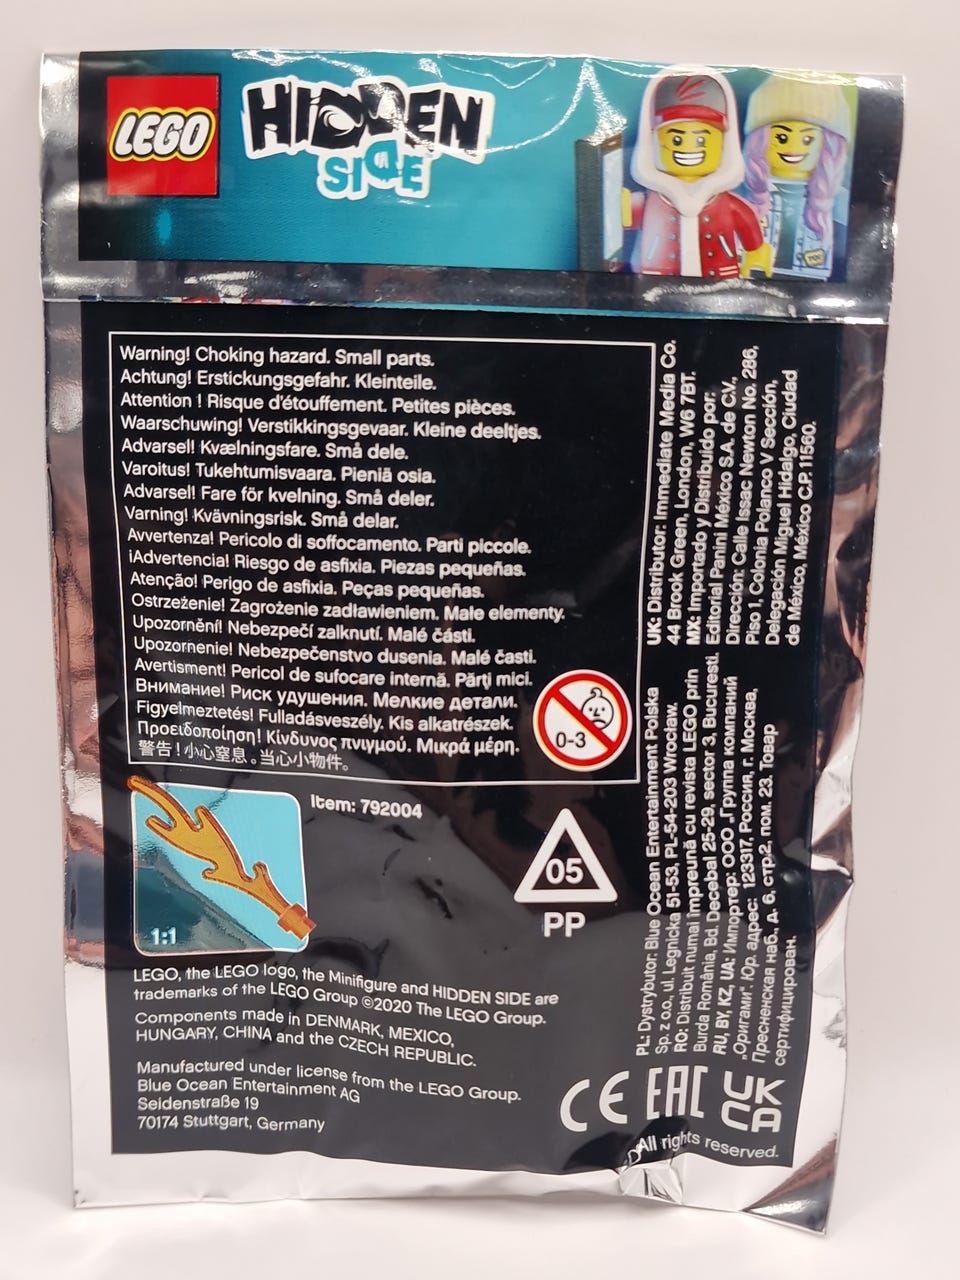 LEGO
HIDDEN
SIDE
Warning! Choking hazard. Small parts.
Achtung! Erstickungsgefahr. Kleinteile.
Attention ! Risque d'étouffement. Petites pièces.
Waarschuwing! Verstikkingsgevaar. Kleine deeltjes.
Advarsel! Kvælningsfare. Små dele.
Varoitus! Tukehtumisvaara. Pieniä osia.
Advarsel! Fare for kvelning. Små deler.
Varning! Kvävningsrisk. Små delar.
Avvertenza! Pericolo di soffocamento. Parti piccole.
¡Advertencia! Riesgo de asfixia. Piezas pequeñas.
Atenção! Perigo de asfixia. Peças pequenas.
Ostrzeżenie! Zagrożenie zadławieniem. Małe elementy.
Upozornění! Nebezpečí zalknutí. Malé části.
Upozornenie! Nebezpečenstvo dusenia. Malé časti.
Avertisment! Pericol de sufocare internă. Părți mici.
Внимание! Риск удушения. Мелкие детали.
Figyelmeztetés! Fulladásveszély. Kis alkatrészek.
Προειδοποίηση! Κίνδυνος πνιγμού. Μικρά μέρη.
警告！小心窒息。当心小物件。
0-3
Item: 792004
1:1
05
PP
LEGO, the LEGO logo, the Minifigure and HIDDEN SIDE are
trademarks of the LEGO Group ©2020 The LEGO Group.
Components made in DENMARK, MEXICO,
HUNGARY, CHINA and the CZECH REPUBLIC.
Manufactured under license from the LEGO Group.
Blue Ocean Entertainment AG
Seidenstraße 19
70174 Stuttgart, Germany
UK: Distributor: Immediate Media Co.
44 Brook Green, London, W6 7BT.
MX: Importado y Distribuido por:
Editorial Panini México S.A. de C.V.,
Dirección: Calle Issac Newton No. 286,
Piso 1, Colonia Polanco V Sección,
Delegación Miguel Hidalgo, Ciudad
de México, México C.P. 11560.
PL: Dystrybutor: Blue Ocean Entertainment Polska
Sp. z o.o., ul. Legnicka 51-53, PL-54-203 Wrocław.
RO: Distribuit numai împreună cu revista LEGO prin
Burda România, Bd. Decebal 25-29, sector 3, Bucuresti.
RU, BY, KZ, UA: Импортер: ООО „Группа компаний
„Оригами". Юр. адрес: 123317, Россия, г. Москва,
Пресненская наб., д. 6, стр.2, пом. 23. Товар
сертифицирован.
CE EAC UK
CA
All rights reserved.